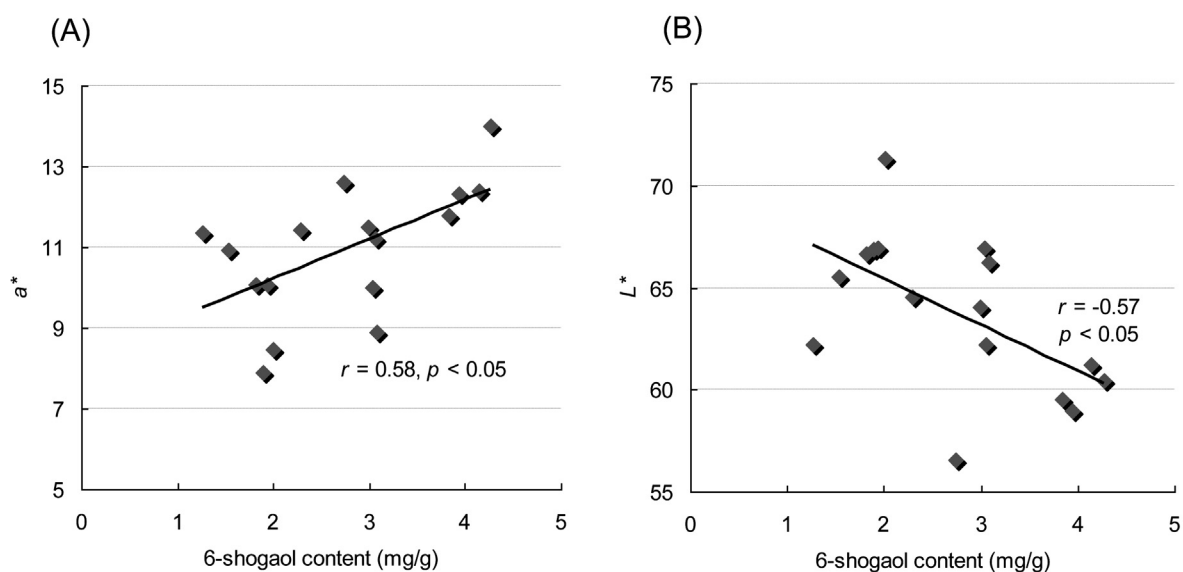 (A)
15
13
11
9
7
5
a*
r = 0.58, p < 0.05
0 1 2 3 4 5
6-shogaol content (mg/g)
(B)
75
70
65
60
55
L*
r = -0.57
p < 0.05
0 1 2 3 4 5
6-shogaol content (mg/g)